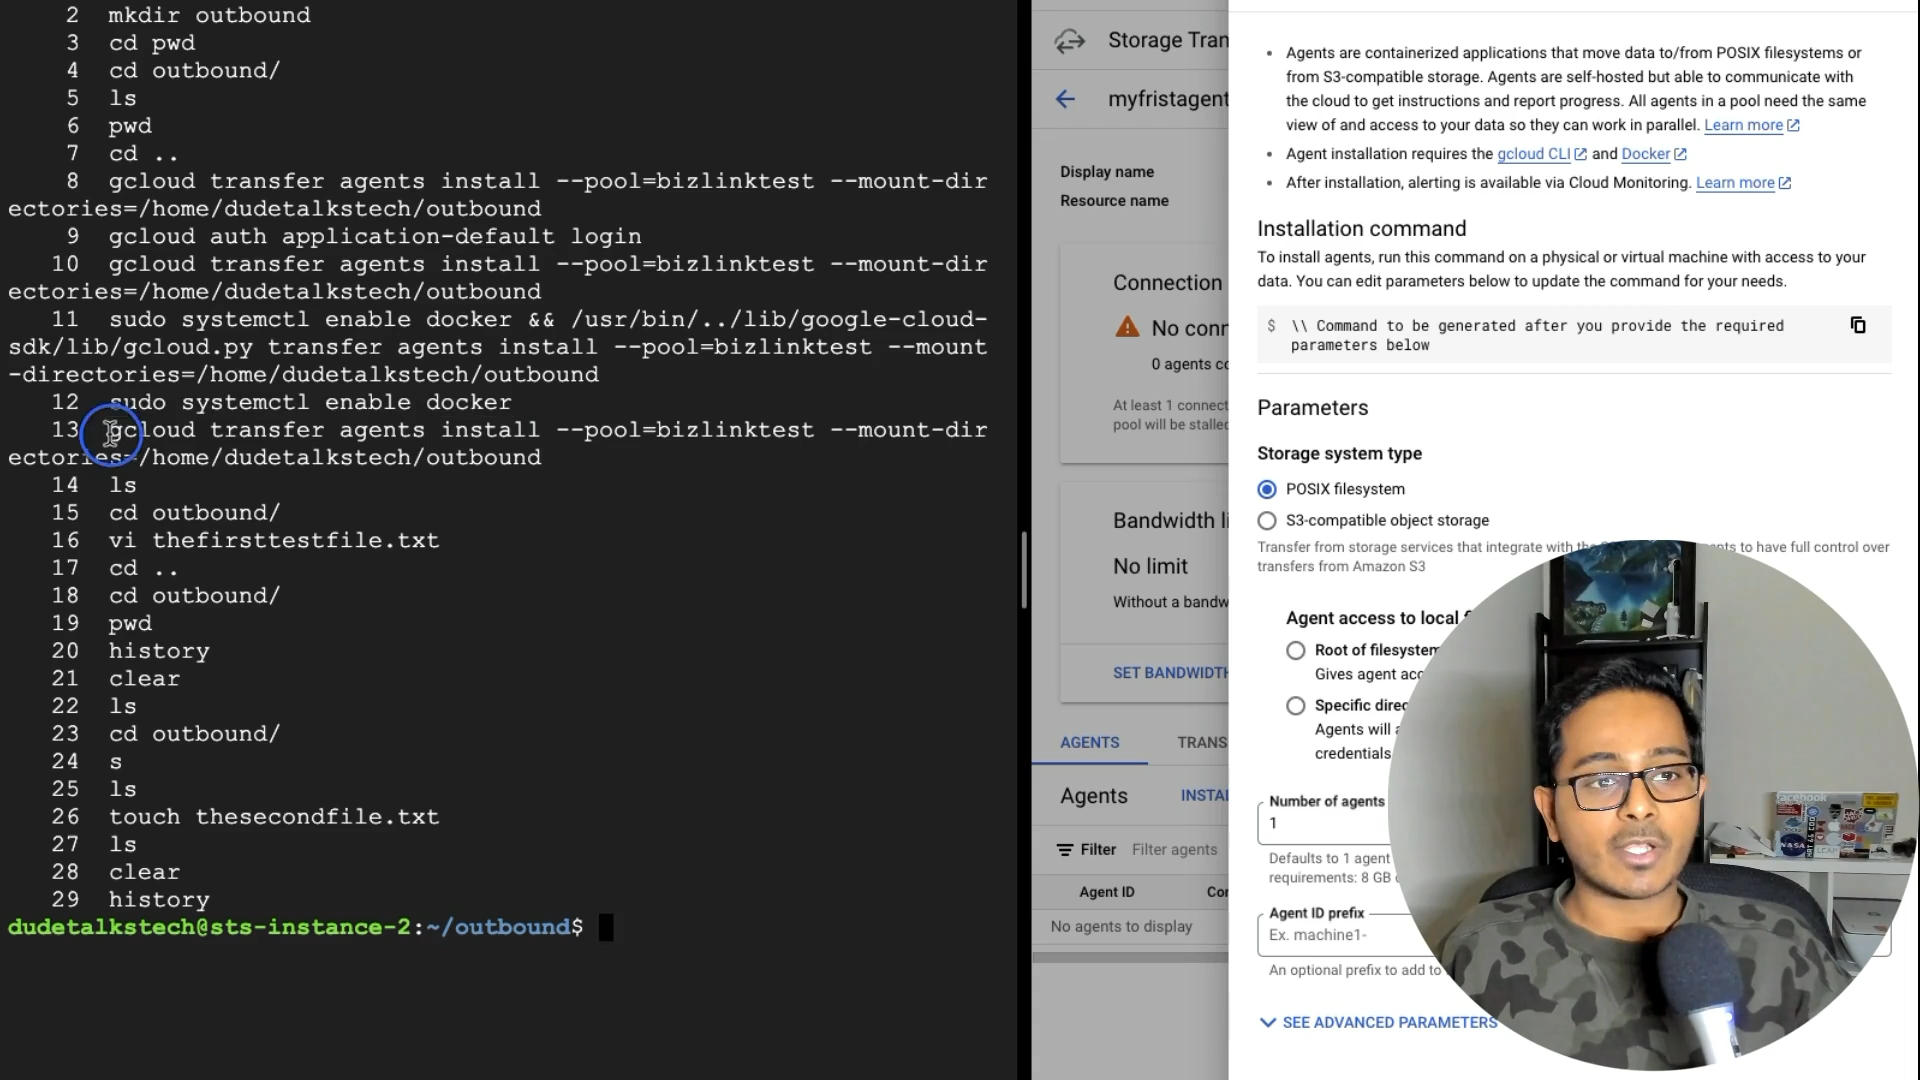 2 mkdir outbound
3 cd pwd
4 cd outbound/
5 ls
6 pwd
7 cd ..
8 gcloud transfer agents install --pool=bizlinktest --mount-dir
ectories=/home/dudetalkstech/outbound
9 gcloud auth application-default login
10 gcloud transfer agents install --pool=bizlinktest --mount-dir
ectories=/home/dudetalkstech/outbound
11 sudo systemctl enable docker && /usr/bin/../lib/google-cloud-
sdk/lib/gcloud.py transfer agents install --pool=bizlinktest --mount
-directories=/home/dudetalkstech/outbound
12 sudo systemctl enable docker
13 gcloud transfer agents install --pool=bizlinktest --mount-dir
ectories=/home/dudetalkstech/outbound
14 ls
15 cd outbound/
16 vi thefirsttestfile.txt
17 cd ..
18 cd outbound/
19 pwd
20 history
21 clear
22 ls
23 cd outbound/
24 s
25 ls
26 touch thesecondfile.txt
27 ls
28 clear
29 history
dudetalkstech@sts-instance-2:~/outbound$
Storage Tran
myfristagent
Display name
Resource name
Connection
No conn
0 agents co
At least 1 connect
pool will be stalled
Bandwidth li
No limit
Without a bandw
SET BANDWIDTH
AGENTS TRANS
Agents INSTAL
Filter Filter agents
Agent ID Con
No agents to display
Agents are containerized applications that move data to/from POSIX filesystems or
from S3-compatible storage. Agents are self-hosted but able to communicate with
the cloud to get instructions and report progress. All agents in a pool need the same
view of and access to your data so they can work in parallel. Learn more
Agent installation requires the gcloud CLI and Docker
After installation, alerting is available via Cloud Monitoring. Learn more
Installation command
To install agents, run this command on a physical or virtual machine with access to your
data. You can edit parameters below to update the command for your needs.
$ \\ Command to be generated after you provide the required
parameters below
Parameters
Storage system type
POSIX filesystem
S3-compatible object storage
Transfer from storage services that integrate with the to have full control over
transfers from Amazon S3
Agent access to local
Root of filesystem
Gives agent acc
Specific direc
Agents will
credentials
Number of agents
1
Defaults to 1 agent
requirements: 8 GB
Agent ID prefix
Ex. machine1-
An optional prefix to add to
SEE ADVANCED PARAMETERS
facebook
NASA